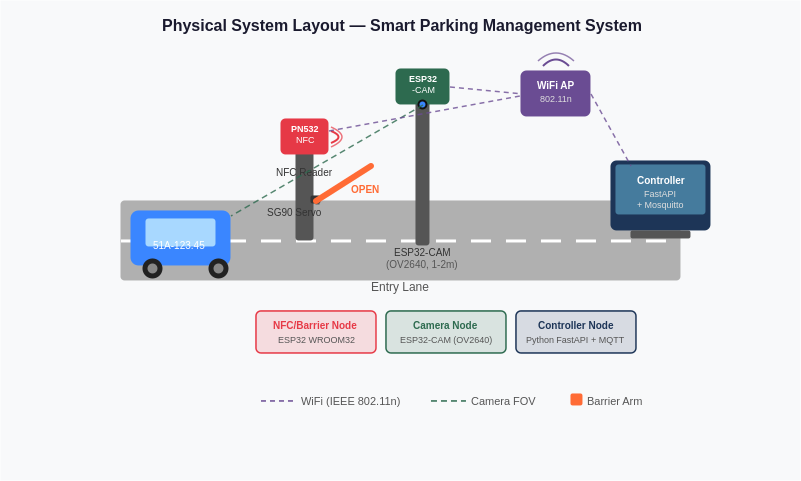 Physical System Layout — Smart Parking Management System
ESP32
-CAM
WiFi AP
802.11n
PN532
NFC
NFC Reader
OPEN
Controller
FastAPI
+ Mosquitto
SG90 Servo
51A-123.45
ESP32-CAM
(OV2640, 1-2m)
Entry Lane
NFC/Barrier Node
ESP32 WROOM32
Camera Node
ESP32-CAM (OV2640)
Controller Node
Python FastAPI + MQTT
WiFi (IEEE 802.11n)
Camera FOV
Barrier Arm